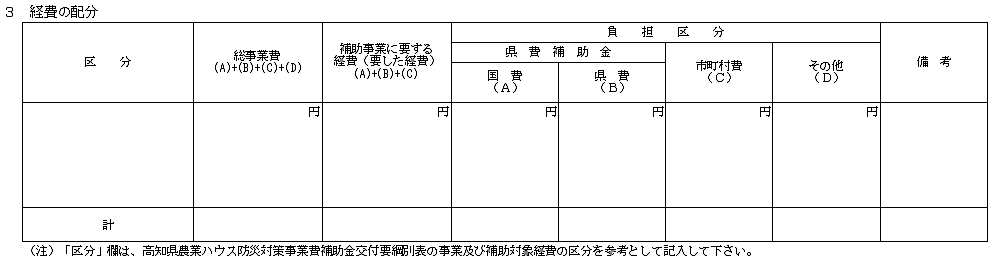 ３　経費の配分
区　　分
総事業費
(A)+(B)+(C)+(D)
補助事業に要する
経費（要した経費）
(A)+(B)+(C)
負　担　区　分
県　費　補　助　金
国　費
（A）
県　費
（B）
市町村費
（C）
その他
（D）
備　考
円
円
円
円
円
円
計
（注）「区分」欄は、高知県農業ハウス防災対策事業費補助金交付要綱別表の事業及び補助対象経費の区分を参考として記入して下さい。